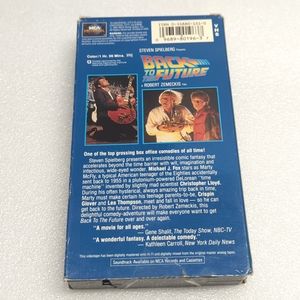 MCA
VHS
Color/1 Hr. 56 Mins.
STEVEN SPIELBERG Presents
BACK
TO THE
FUTURE
A ROBERT ZEMECKIS Film
One of the top grossing box office comedies of all time!
Steven Spielberg presents an irresistible comic fantasy that
accelerates beyond the time barrier with wit, imagination and
infectious, wide-eyed wonder. Michael J. Fox stars as Marty
McFly, a typical American teenager of the Eighties accidentally
sent back to 1955 in a plutonium-powered DeLorean "time
machine" invented by slightly mad scientist Christopher Lloyd.
During his often hysterical, always amazing trip back in time,
Marty must make certain his teenage parents-to-be, Crispin
Glover and Lea Thompson, meet and fall in love – so he can
get back to the future. Directed by Robert Zemeckis, this
delightful comedy-adventure will make everyone want to get
"BACK TO THE FUTURE."
"A movie for all ages."
– Gene Shalit, The Today Show, NBC-TV
"A wonderful fantasy. A delectable comedy."
– Kathleen Carroll, New York Daily News
Soundtrack Available on MCA Records and Cassettes